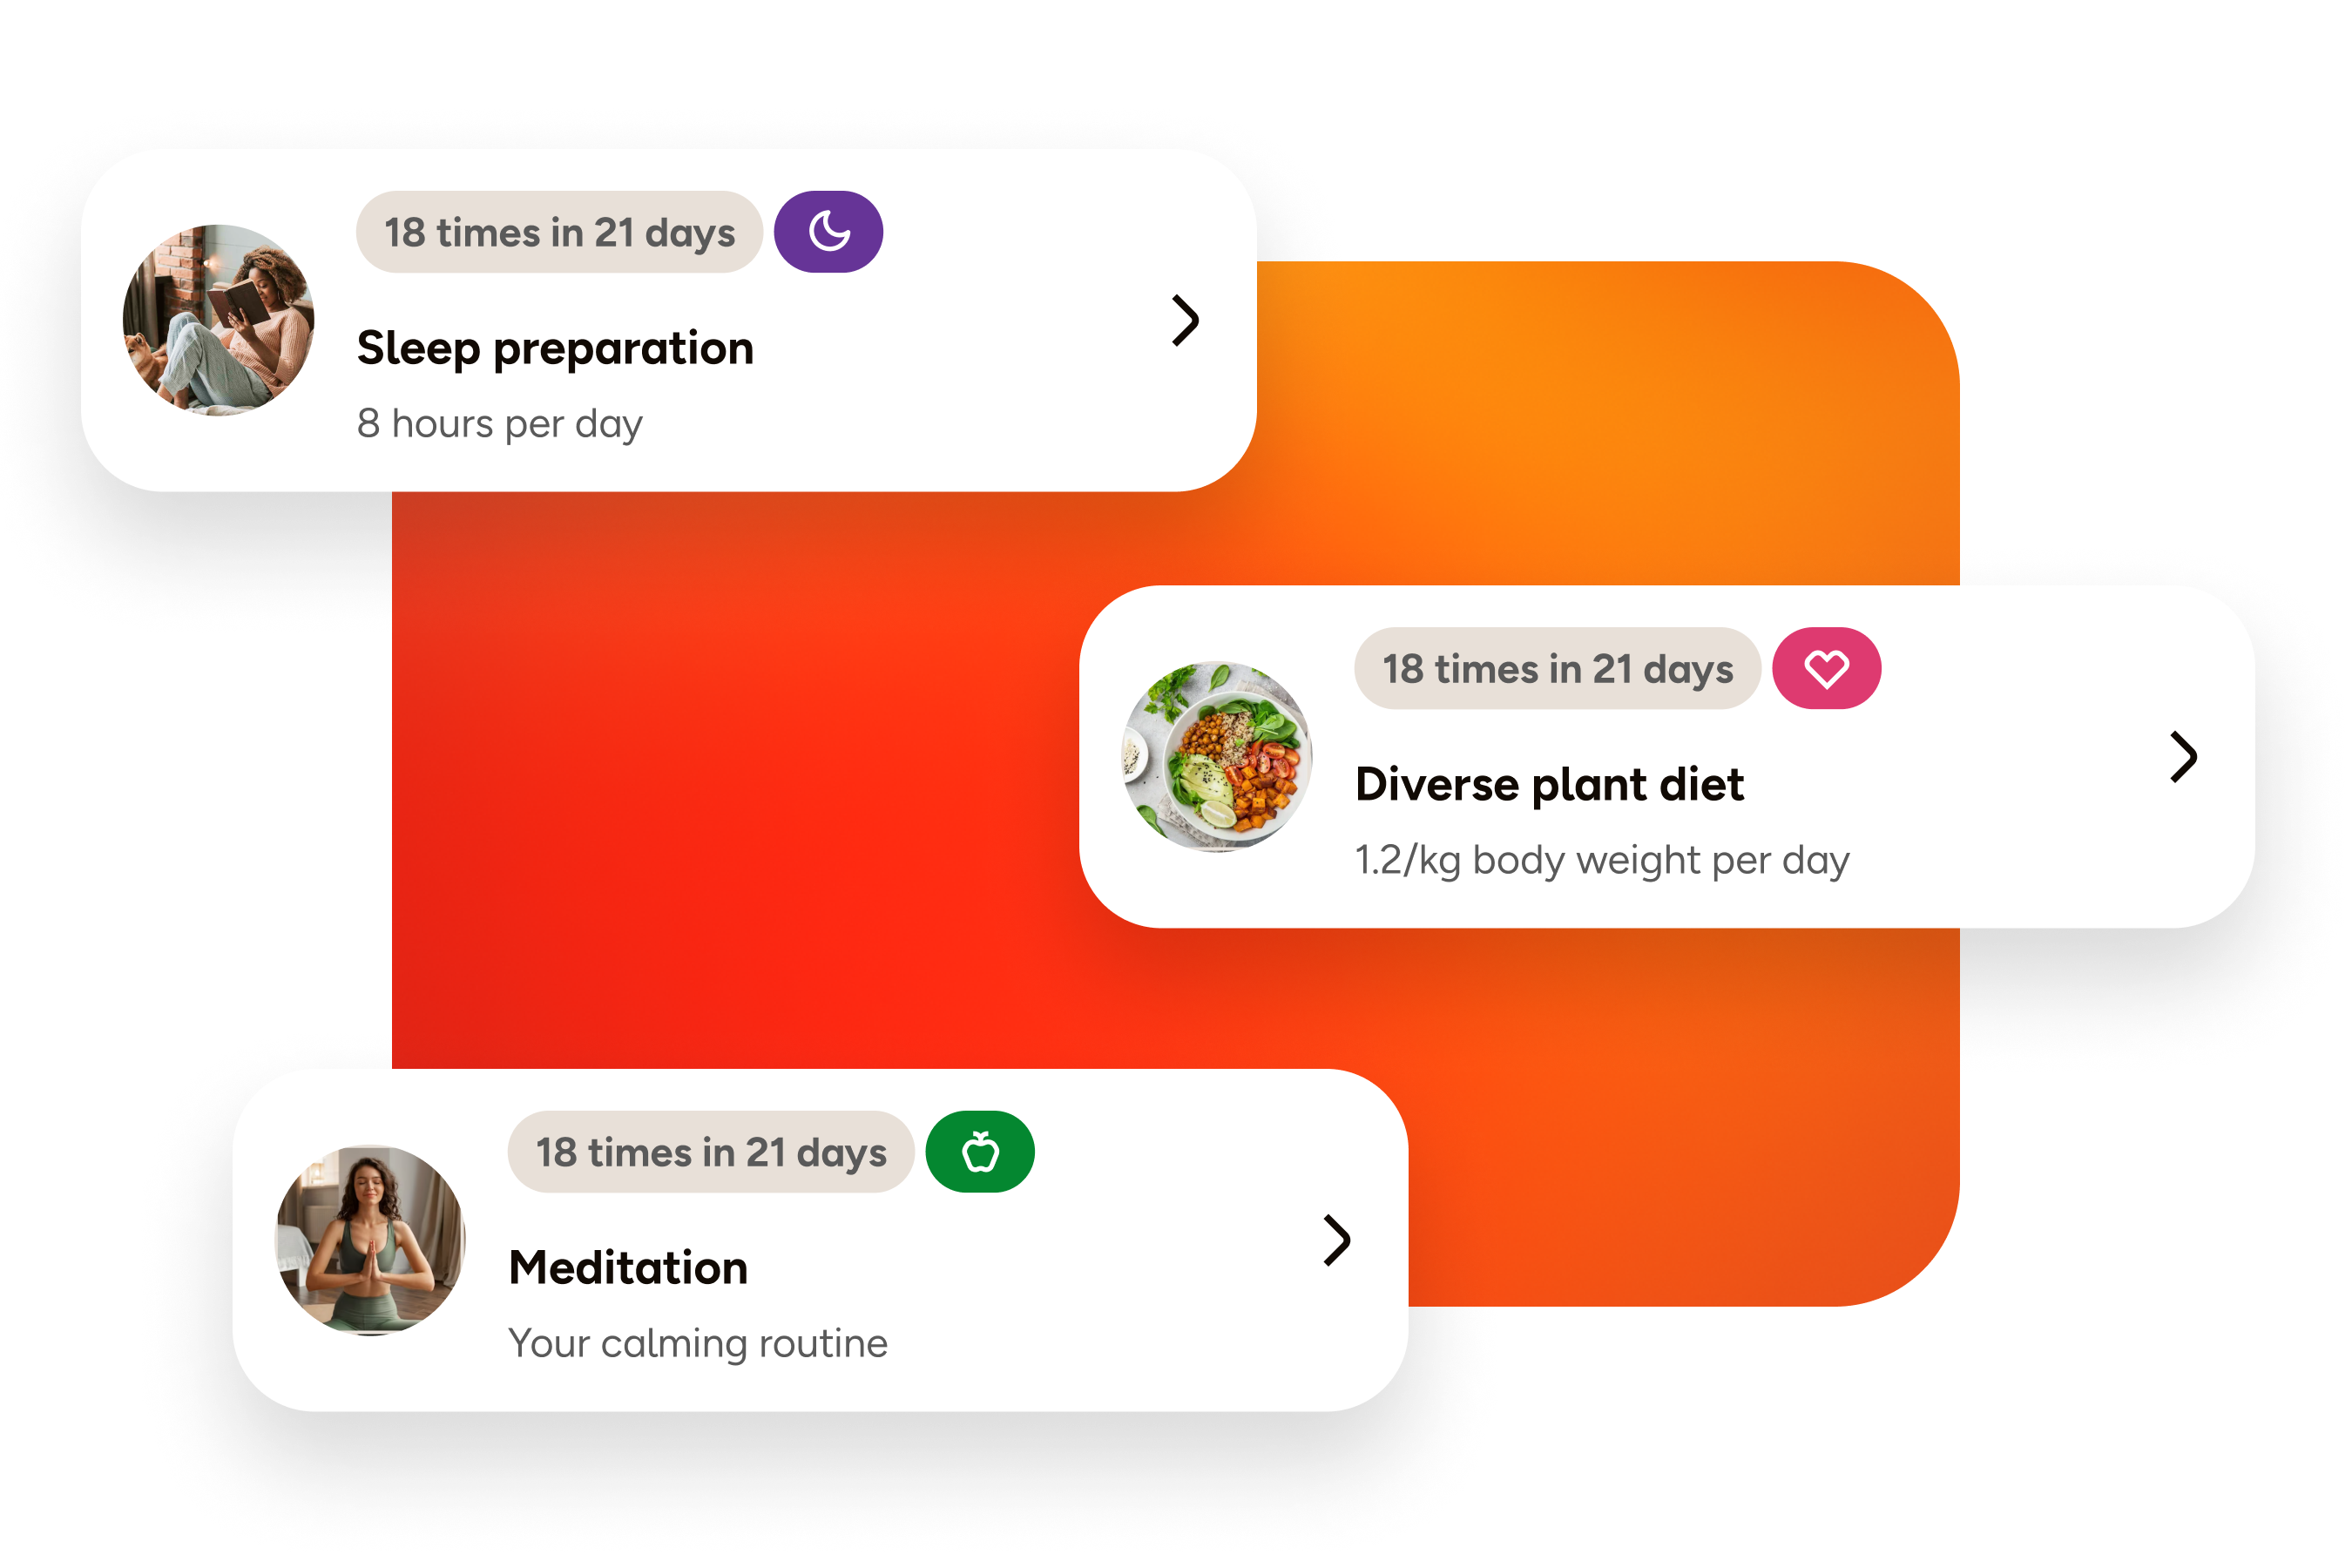 18 times in 21 days
Sleep preparation
8 hours per day
18 times in 21 days
Diverse plant diet
1.2/kg body weight per day
18 times in 21 days
Meditation
Your calming routine